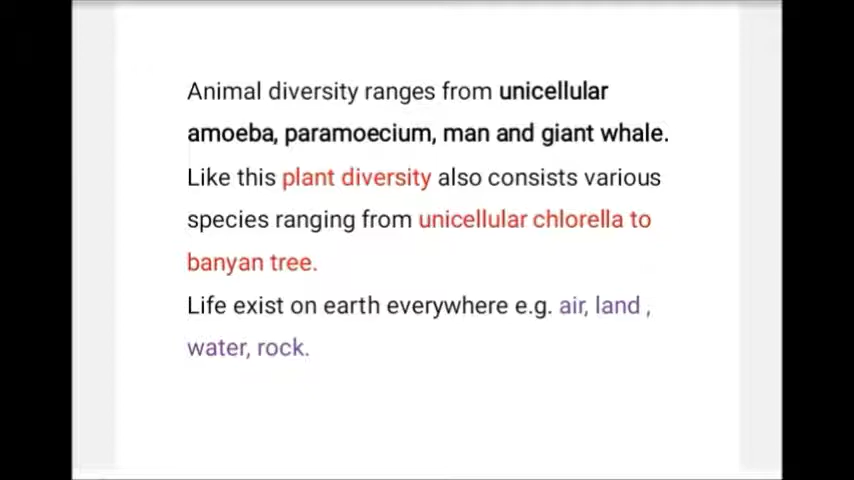 Animal diversity ranges from unicellular
amoeba, paramoecium, man and giant whale.
Like this plant diversity also consists various
species ranging from unicellular chlorella to
banyan tree.
Life exist on earth everywhere e.g. air, land ,
water, rock.